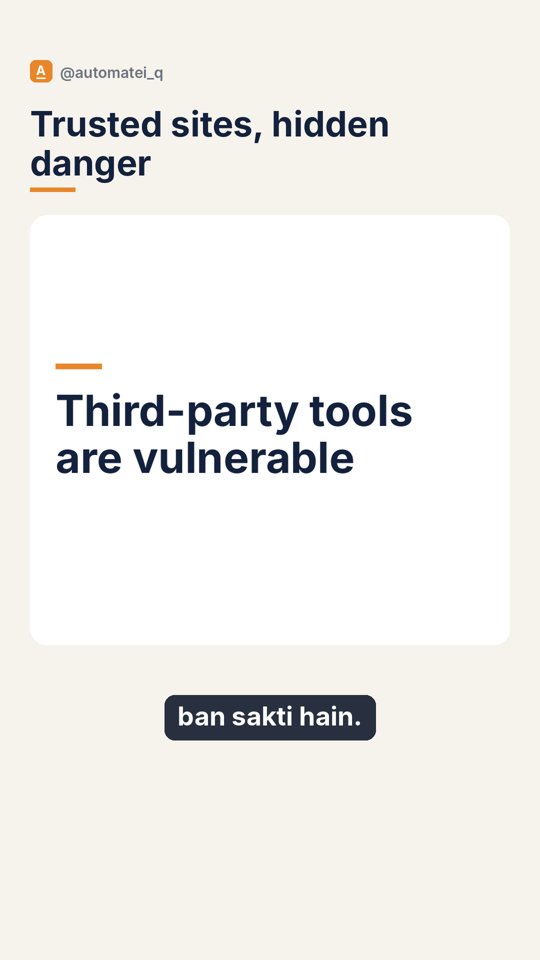 A
@automatei_q
Trusted sites, hidden
danger
Third-party tools
are vulnerable
ban sakti hain.